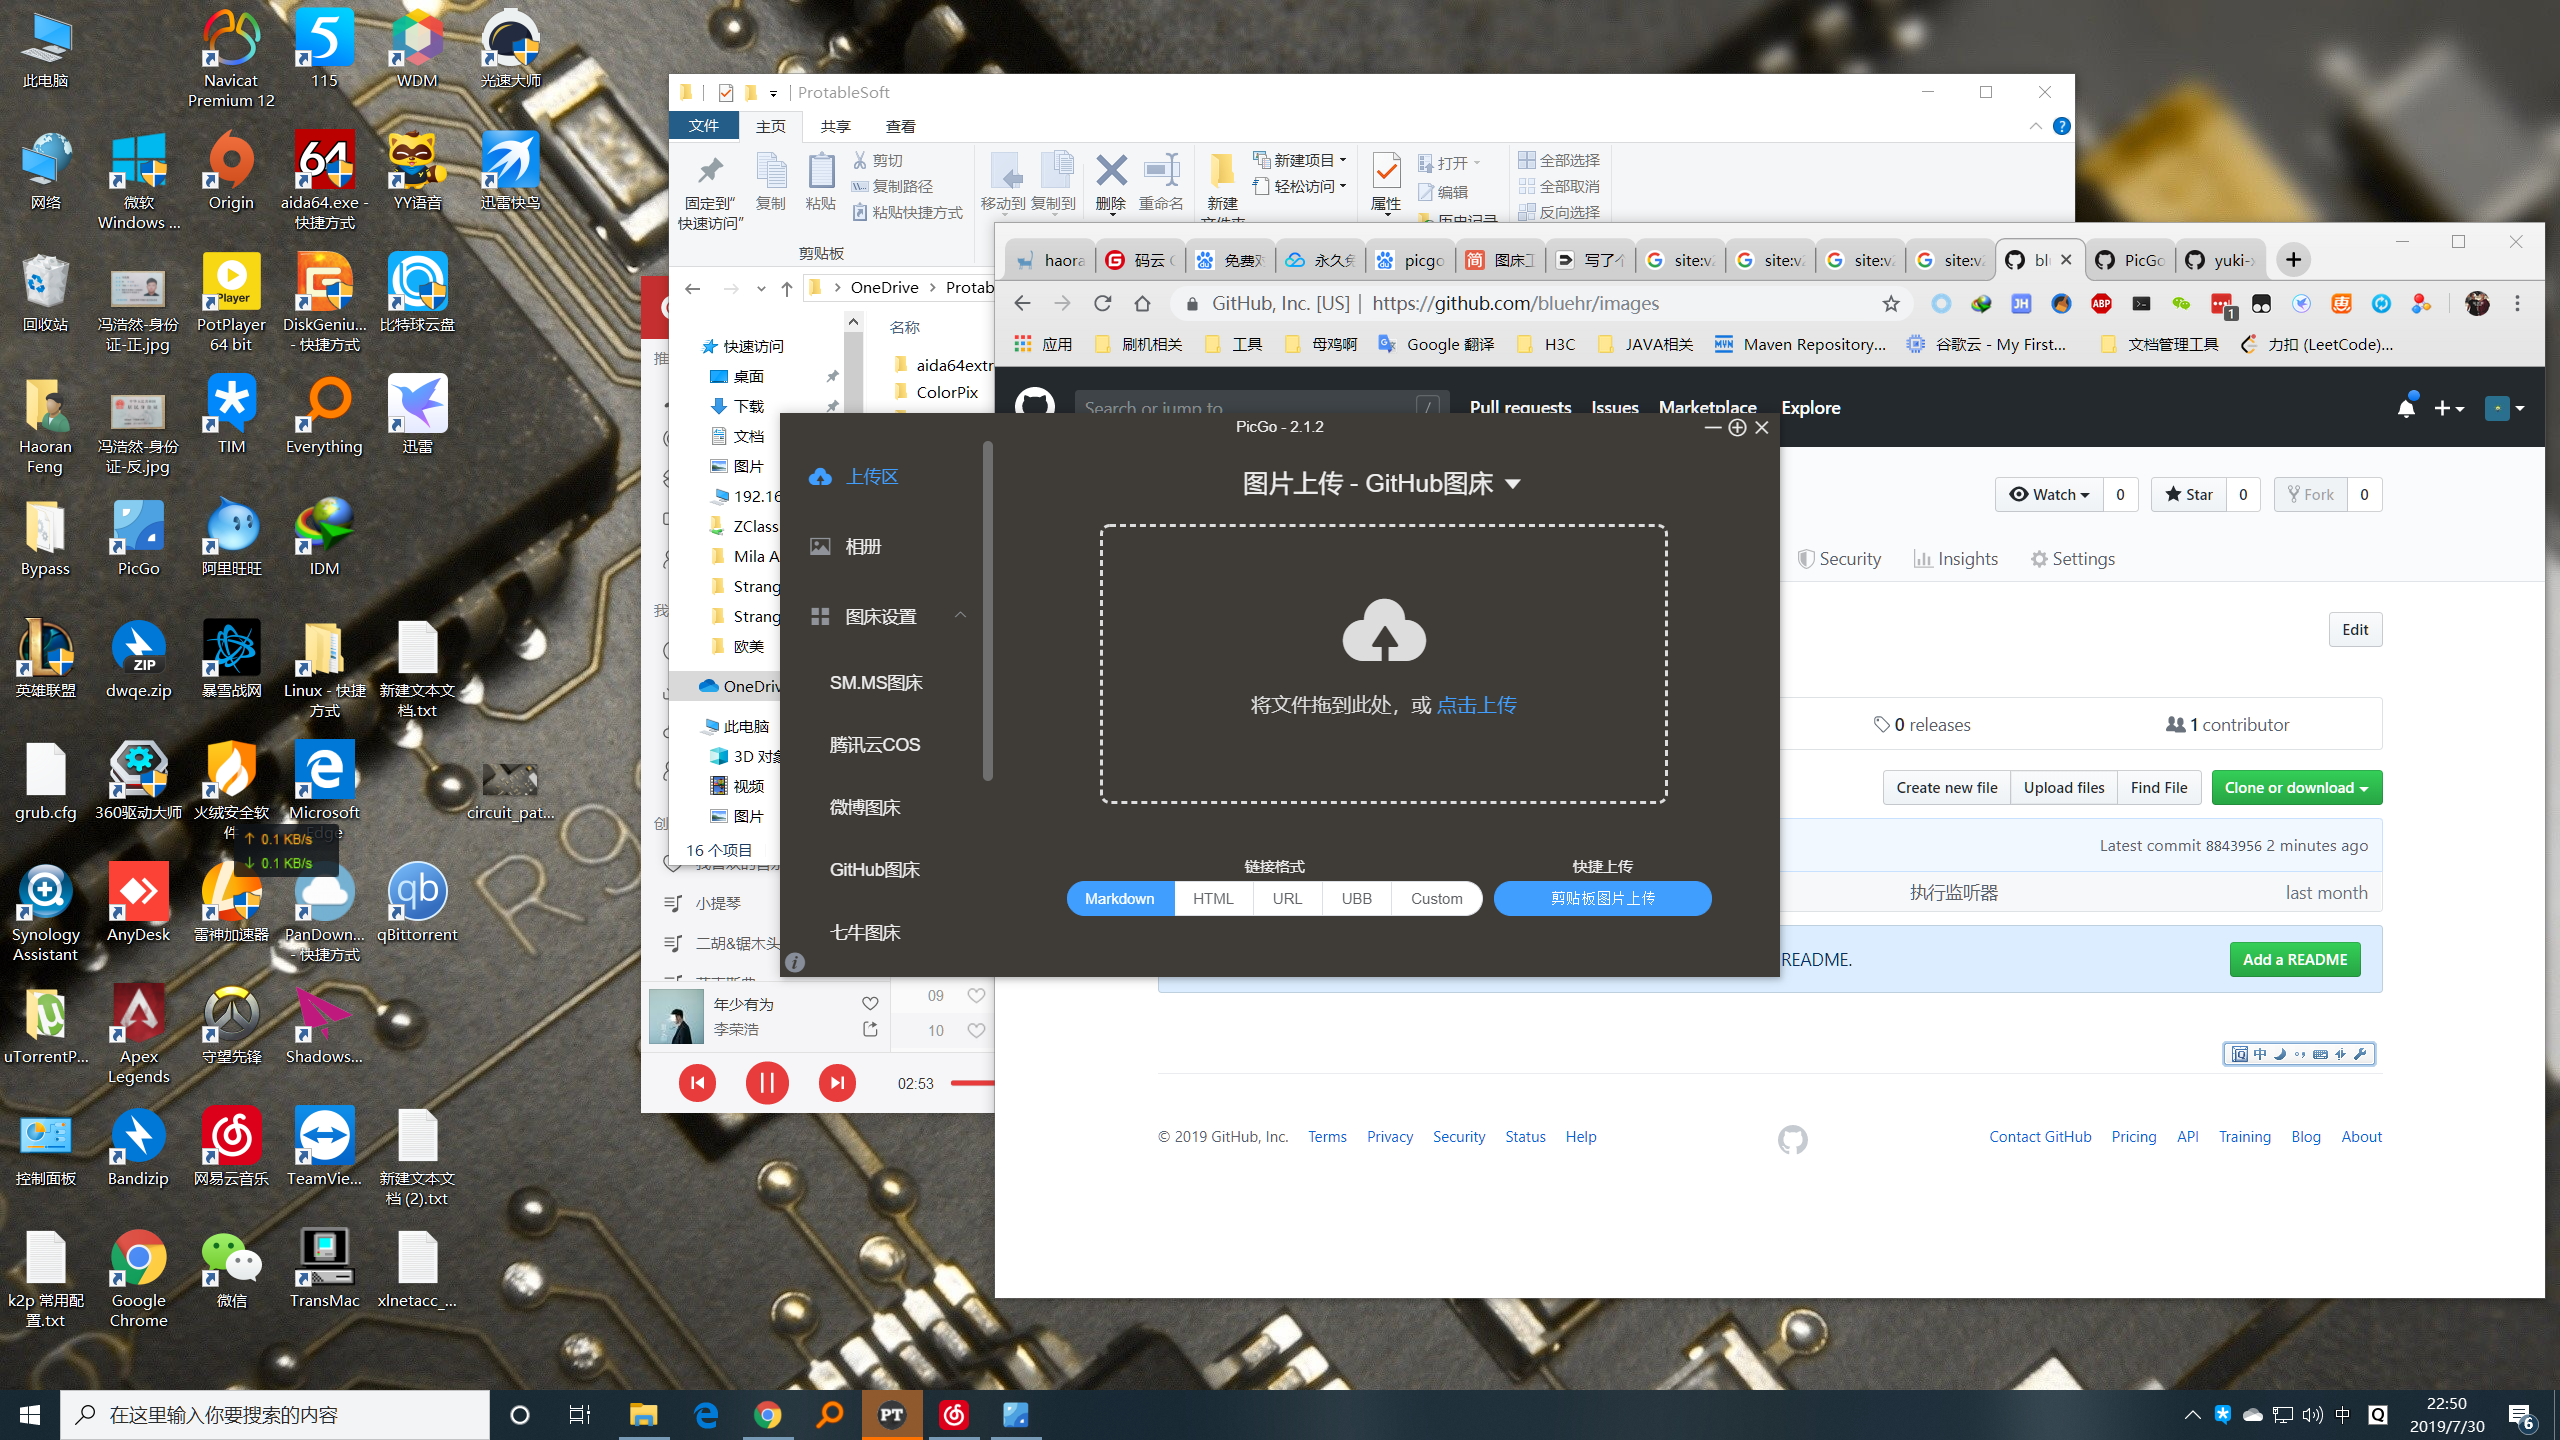 此电脑
Navicat Premium 12
115
WDM
光速大师
网络
微软 Windows ...
Origin
aida64.exe - 快捷方式
YY语音
迅雷快鸟
回收站
冯浩然-身份证-正.jpg
PotPlayer 64 bit
DiskGeniu... - 快捷方式
比特球云盘
Haoran Feng
冯浩然-身份证-反.jpg
TIM
Everything
迅雷
Bypass
PicGo
阿里旺旺
IDM
英雄联盟
dwqe.zip
暴雪战网
Linux - 快捷方式
新建文本文档.txt
grub.cfg
360驱动大师
火绒安全软件
Microsoft Edge
circuit_pat...
↑ 0.1 KB/s
↓ 0.1 KB/s
Synology Assistant
AnyDesk
雷神加速器
PanDown... - 快捷方式
qBittorrent
uTorrentP...
Apex Legends
守望先锋
Shadows...
控制面板
Bandizip
网易云音乐
TeamVie...
新建文本文档 (2).txt
k2p 常用配置.txt
Google Chrome
微信
TransMac
xlnetacc_...
ProtableSoft
文件 主页 共享 查看
固定到"快速访问"
复制
粘贴
剪切
复制路径
粘贴快捷方式
剪贴板
移动到 复制到
删除 重命名
新建
新建项目
轻松访问
属性
打开
编辑
历史记录
全部选择
全部取消
反向选择
OneDrive > Protab
名称
aida64extr
ColorPix
快速访问
桌面
下载
文档
图片
192.16
ZClass
Mila A
Strang
Strang
欧美
OneDriv
此电脑
3D 对象
视频
图片
16 个项目
小提琴
二胡&锯木头
年少有为
李荣浩
09
10
02:53
haora
码云
免费
永久免
picgo
图床工
写了个
site:v
site:v
site:v
site:v
bl
PicGo
yuki-
GitHub, Inc. [US] | https://github.com/bluehr/images
应用 刷机相关 工具 母鸡啊 Google 翻译 H3C JAVA相关 Maven Repository... 谷歌云 - My First... 文档管理工具 力扣 (LeetCode)...
Search or jump to
Pull requests Issues Marketplace Explore
Watch 0 Star 0 Fork 0
Security Insights Settings
Edit
0 releases 1 contributor
Create new file Upload files Find File Clone or download
Latest commit 8843956 2 minutes ago
执行监听器 last month
README. Add a README
中
© 2019 GitHub, Inc. Terms Privacy Security Status Help
Contact GitHub Pricing API Training Blog About
PicGo - 2.1.2
上传区
相册
图床设置
SM.MS图床
腾讯云COS
微博图床
GitHub图床
七牛图床
图片上传 - GitHub图床
将文件拖到此处，或 点击上传
链接格式
Markdown HTML URL UBB Custom
快捷上传
剪贴板图片上传
在这里输入你要搜索的内容
中
22:50
2019/7/30
6